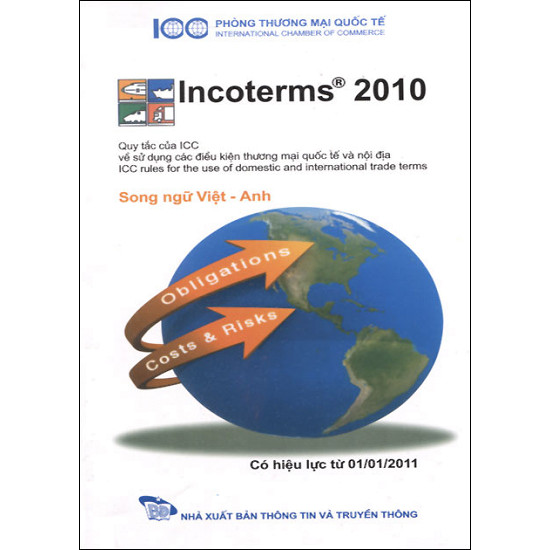 ICC PHÒNG THƯƠNG MẠI QUỐC TẾ
INTERNATIONAL CHAMBER OF COMMERCE
Incoterms® 2010
Quy tắc của ICC
về sử dụng các điều kiện thương mại quốc tế và nội địa
ICC rules for the use of domestic and international trade terms
Song ngữ Việt - Anh
Obligations
Costs & Risks
Có hiệu lực từ 01/01/2011
NHÀ XUẤT BẢN THÔNG TIN VÀ TRUYỀN THÔNG